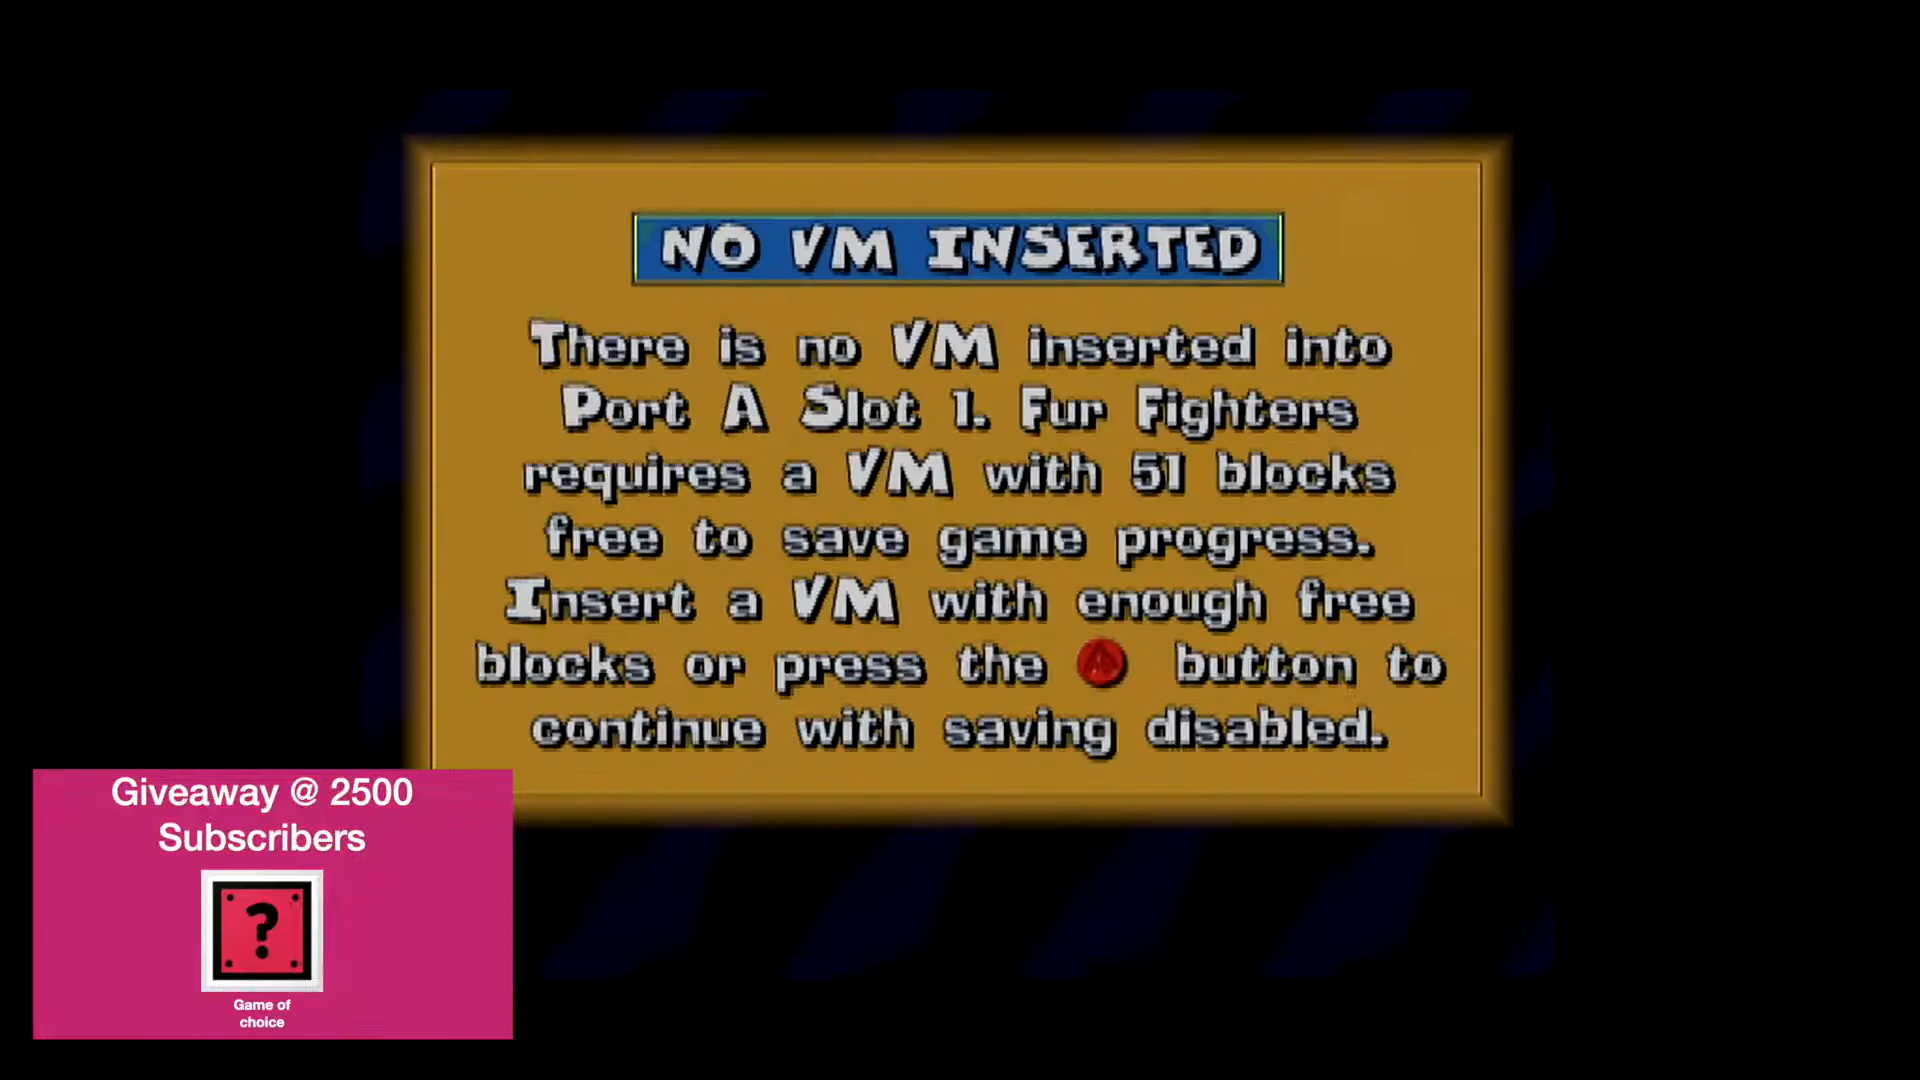 NO VM INSERTED
There is no VM inserted into
Port A Slot 1. Fur Fighters
requires a VM with 51 blocks
free to save game progress.
Insert a VM with enough free
blocks or press the A button to
continue with saving disabled.
Giveaway @ 2500
Subscribers
?
Game of
choice